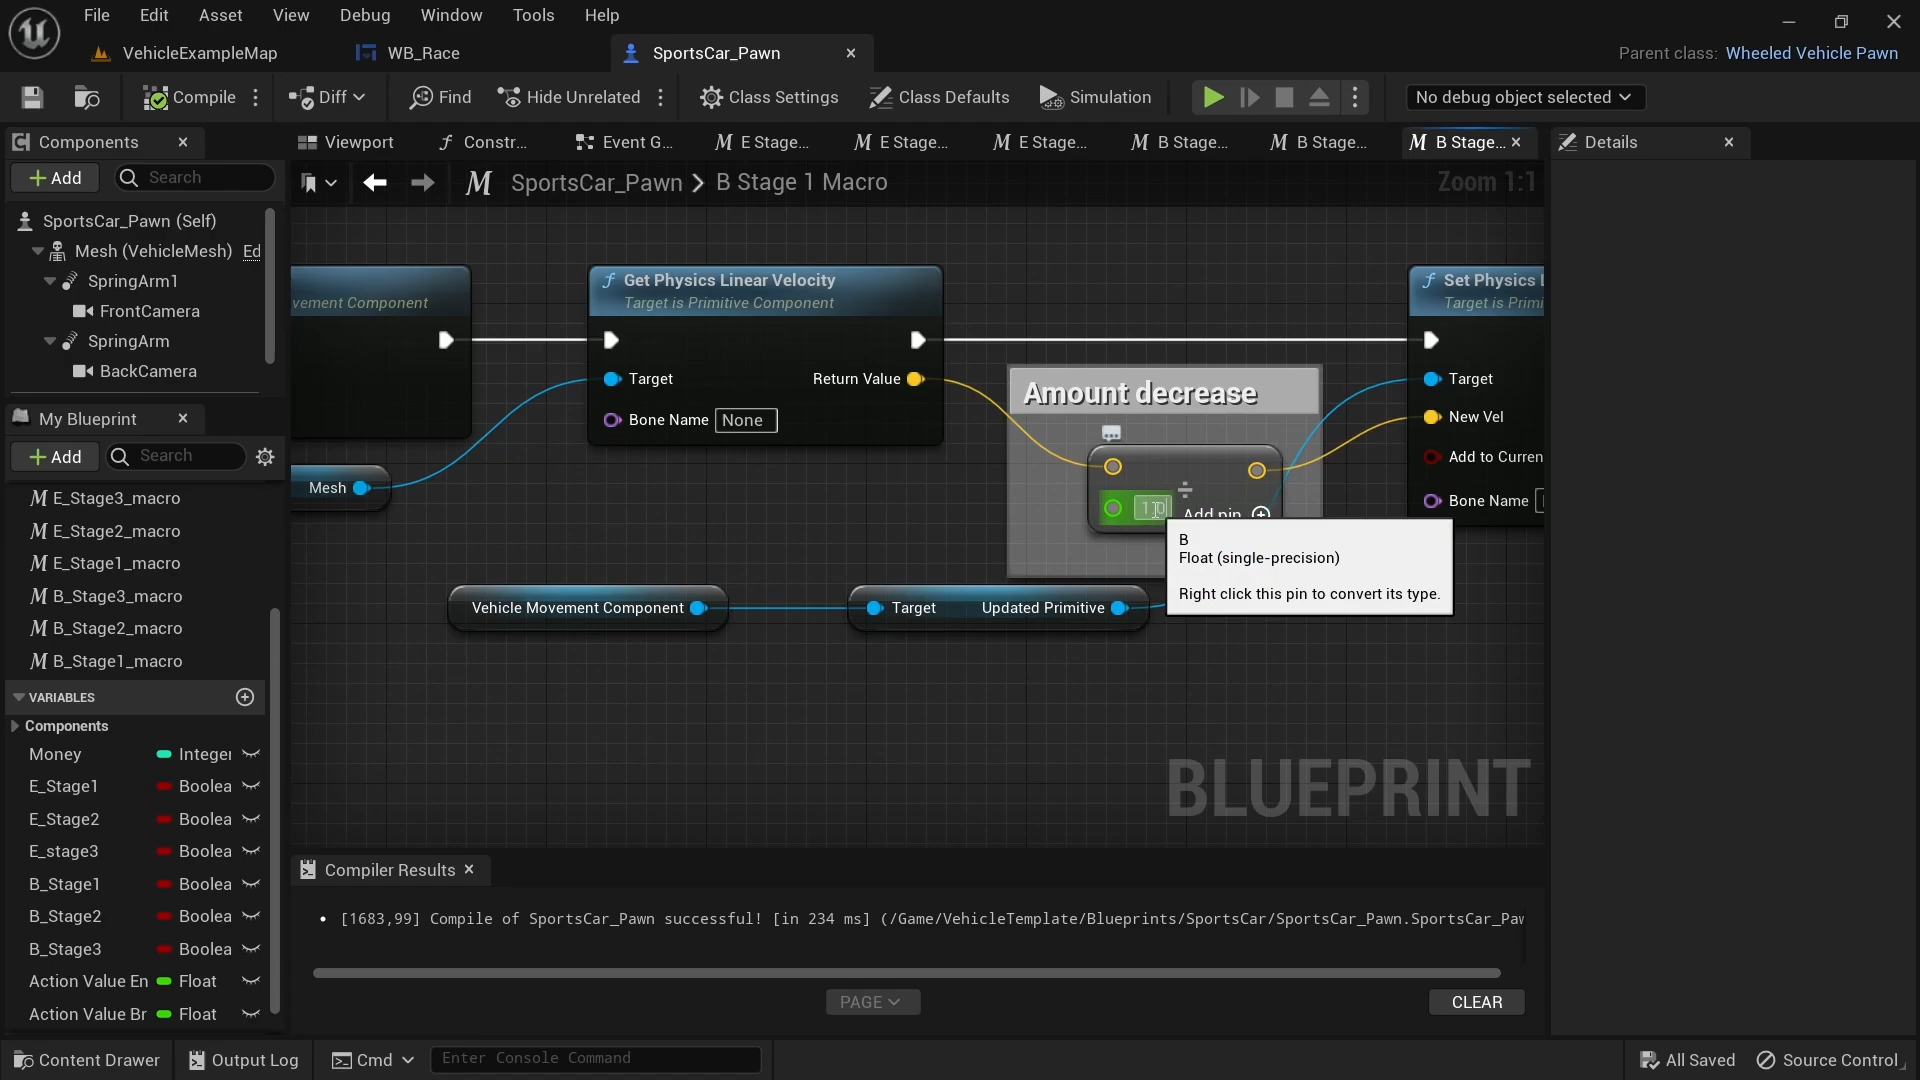 File Edit Asset View Debug Window Tools Help
VehicleExampleMap WB_Race SportsCar_Pawn Parent class: Wheeled Vehicle Pawn
Compile Diff Find Hide Unrelated Class Settings Class Defaults Simulation No debug object selected
Components Viewport Constr... Event G... E Stage... E Stage... E Stage... B Stage... B Stage... B Stage... Details
Add Search SportsCar_Pawn B Stage 1 Macro Zoom 1:1
SportsCar_Pawn (Self)
Mesh (VehicleMesh) Ed
SpringArm1
FrontCamera
SpringArm
BackCamera
My Blueprint
Add Search
E_Stage3_macro
E_Stage2_macro
E_Stage1_macro
B_Stage3_macro
B_Stage2_macro
B_Stage1_macro
VARIABLES
Components
Money Integer
E_Stage1 Boolea
E_Stage2 Boolea
E_stage3 Boolea
B_Stage1 Boolea
B_Stage2 Boolea
B_Stage3 Boolea
Action Value En Float
Action Value Br Float
vement Component
Mesh
Get Physics Linear Velocity
Target is Primitive Component
Target Return Value
Bone Name None
Amount decrease
Add pin
Set Physics
Target is Primi
Target
New Vel
Add to Curren
Bone Name
B
Float (single-precision)
Right click this pin to convert its type.
Vehicle Movement Component Target Updated Primitive
BLUEPRINT
Compiler Results
[1683,99] Compile of SportsCar_Pawn successful! [in 234 ms] (/Game/VehicleTemplate/Blueprints/SportsCar/SportsCar_Pawn.SportsCar_Paw
PAGE CLEAR
Content Drawer Output Log Cmd Enter Console Command All Saved Source Control